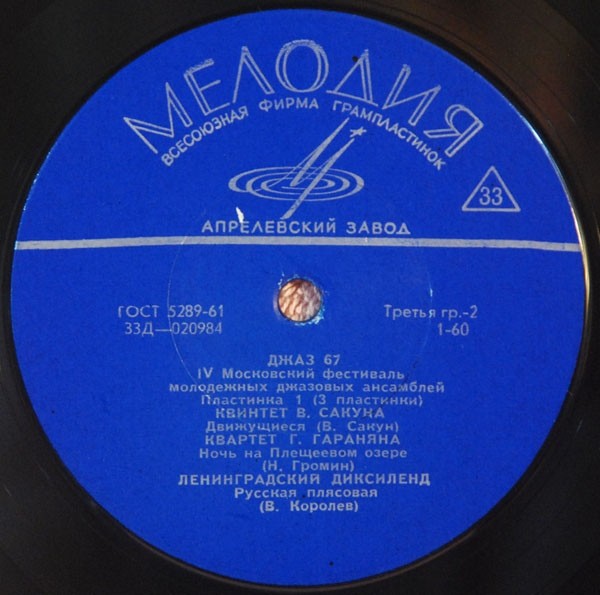 МЕЛОДИЯ
ВСЕСОЮЗНАЯ ФИРМА ГРАМПЛАСТИНОК
33
АПРЕЛЕВСКИЙ ЗАВОД
ГОСТ 5289-61
33Д—020984
Третья гр.-2
1-60
ДЖАЗ 67
IV Московский фестиваль
молодежных джазовых ансамблей
Пластинка 1 (3 пластинки)
КВИНТЕТ В. САКУНА
Движущиеся (В. Сакун)
КВАРТЕТ Г. ГАРАНЯНА
Ночь на Плещеевом озере
(Н. Громин)
ЛЕНИНГРАДСКИЙ ДИКСИЛЕНД
Русская плясовая
(В. Королев)